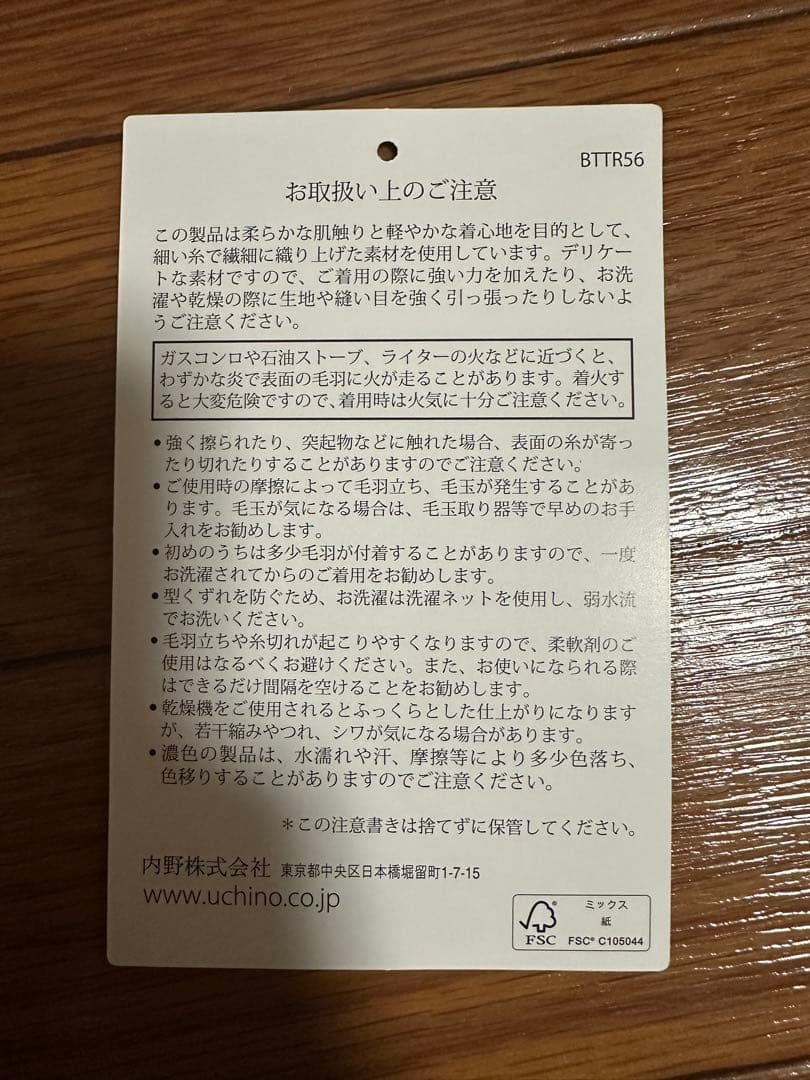 BTTR56
お取扱い上のご注意
この製品は柔らかな肌触りと軽やかな着心地を目的として、
細い糸で繊細に織り上げた素材を使用しています。デリケー
トな素材ですので、ご着用の際に強い力を加えたり、お洗
濯や乾燥の際に生地や縫い目を強く引っ張ったりしないよ
うご注意ください。
ガスコンロや石油ストーブ、ライターの火などに近づくと、
わずかな炎で表面の毛羽に火が走ることがあります。着火す
ると大変危険ですので、着用時は火気に十分ご注意ください。
• 強く擦られたり、突起物などに触れた場合、表面の糸が寄っ
たり切れたりすることがありますのでご注意ください。
• ご使用時の摩擦によって毛羽立ち、毛玉が発生することがあ
ります。毛玉が気になる場合は、毛玉取り器等で早めのお手
入れをお勧めします。
• 初めのうちは多少毛羽が付着することがありますので、一度
お洗濯されてからのご着用をお勧めします。
• 型くずれを防ぐため、お洗濯は洗濯ネットを使用し、弱水流
でお洗いください。
• 毛羽立ちや糸切れが起こりやすくなりますので、柔軟剤のご
使用はなるべくお避けください。また、お使いになられる際
はできるだけ間隔を空けることをお勧めします。
• 乾燥機をご使用されるとふっくらとした仕上がりになります
が、若干縮みやつれ、シワが気になる場合があります。
• 濃色の製品は、水濡れや汗、摩擦等により多少色落ち、
色移りすることがありますのでご注意ください。
＊この注意書きは捨てずに保管してください。
内野株式会社 東京都中央区日本橋堀留町1-7-15
www.uchino.co.jp
ミックス
紙
FSC FSC® C105044